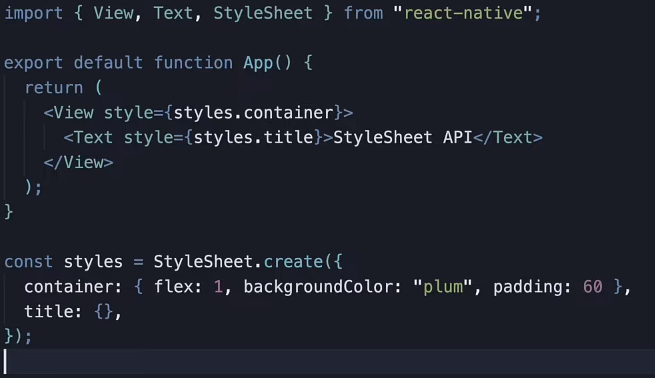 import { View, Text, StyleSheet } from "react-native";
export default function App() {
return (
<View style={styles.container}>
<Text style={styles.title}>StyleSheet API</Text>
</View>
);
}
const styles = StyleSheet.create({
container: { flex: 1, backgroundColor: "plum", padding: 60 },
title: {},
});